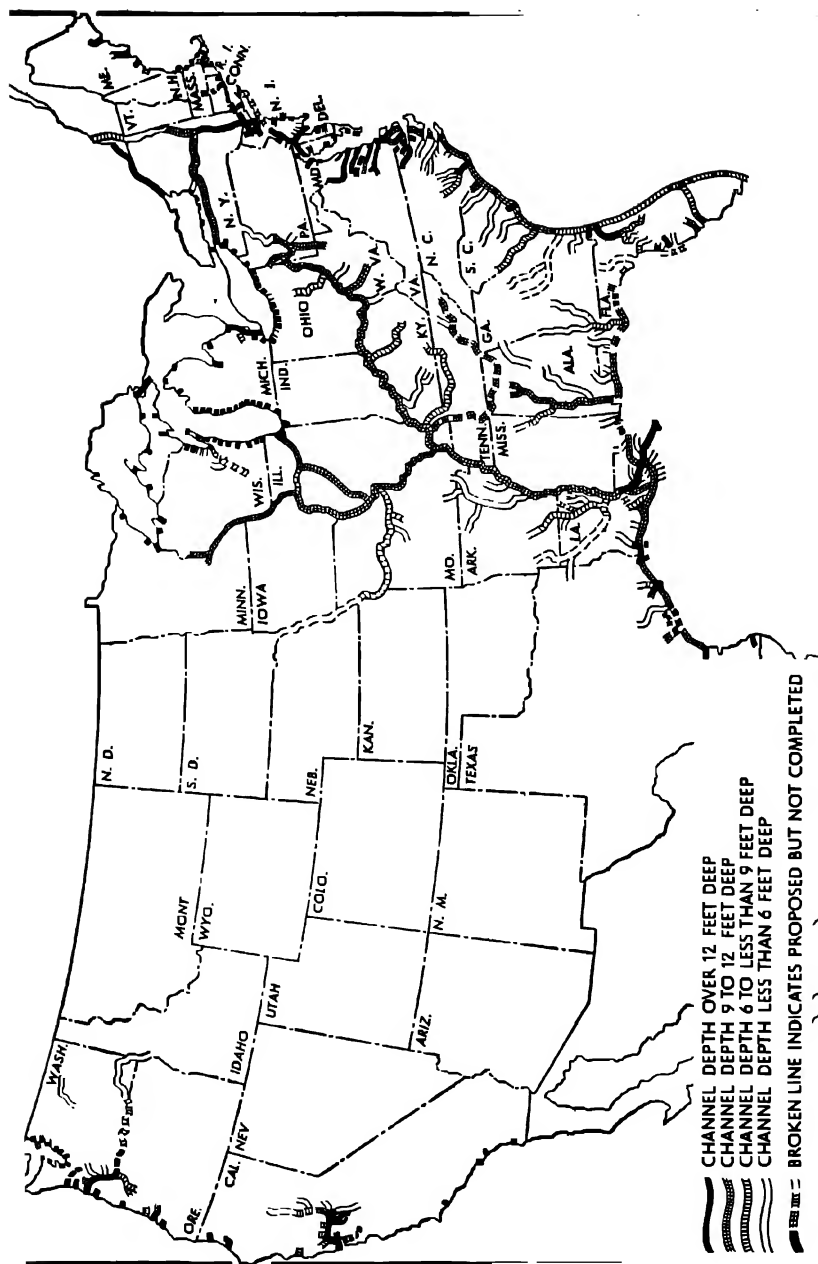 WASH.
MONT
N. D.
MINN.
WIS.
MICH.
N. Y.
VT.
ME.
N.H.
MASS.
R. I.
CONN.
ORE.
IDAHO
WYO.
S. D.
IOWA
ILL.
IND.
OHIO
PA.
N. J.
MD.
DEL.
CAL.
NEV
UTAH
COLO.
NEB.
KAN.
MO.
KY.
W. VA.
VA.
ARIZ.
N. M.
OKLA.
TEXAS
ARK.
TENN.
N. C.
S. C.
LA.
MISS.
ALA.
GA.
FLA.
CHANNEL DEPTH OVER 12 FEET DEEP
CHANNEL DEPTH 9 TO 12 FEET DEEP
CHANNEL DEPTH 6 TO LESS THAN 9 FEET DEEP
CHANNEL DEPTH LESS THAN 6 FEET DEEP
BROKEN LINE INDICATES PROPOSED BUT NOT COMPLETED